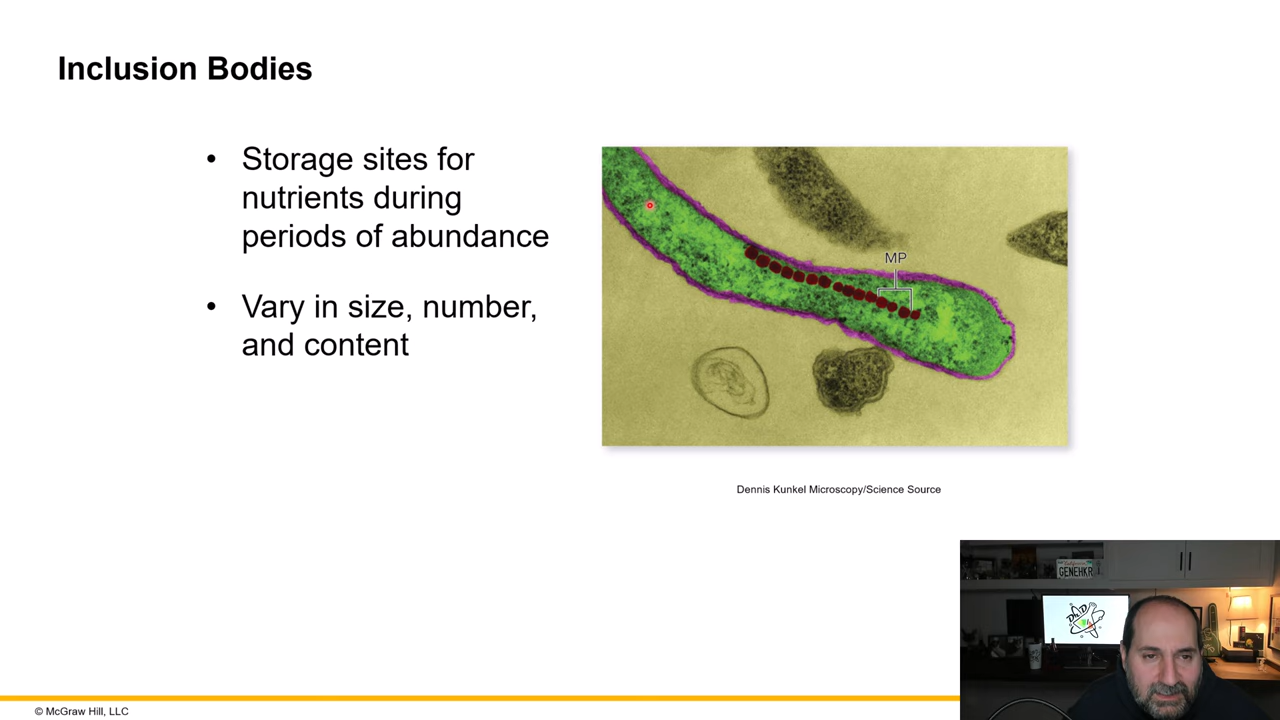 Inclusion Bodies
• Storage sites for
nutrients during
periods of abundance
• Vary in size, number,
and content
MP
Dennis Kunkel Microscopy/Science Source
GENEHKR
© McGraw Hill, LLC